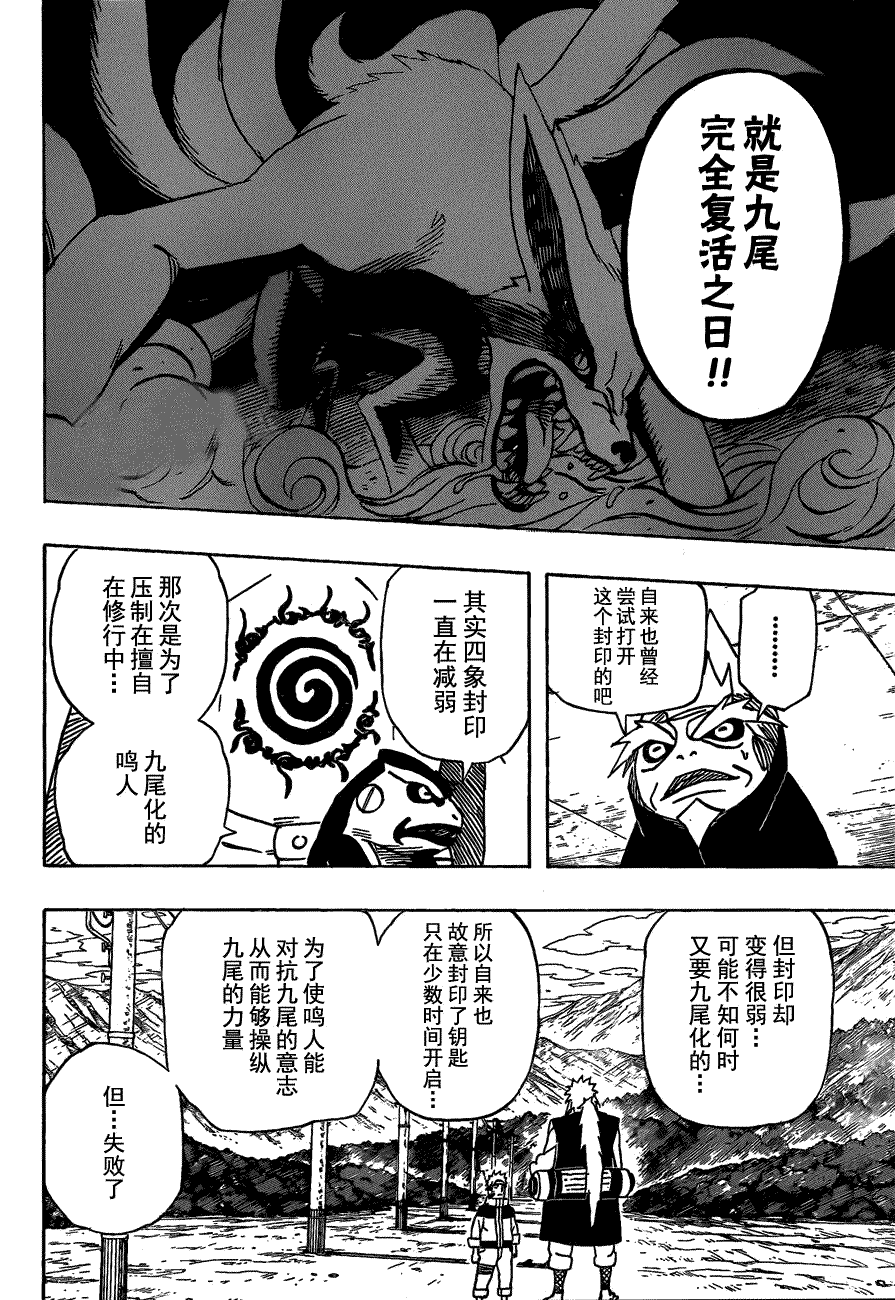 就是九尾
完全复活之日!!
………
自来也曾经
尝试打开
这个封印的吧
其实四象封印
一直在减弱
那次是为了
压制在擅自
在修行中…
九尾化的
鸣人
但封印却
变得很弱…
可能不知何时
又要九尾化的…
所以自来也
故意封印了钥匙
只在少数时间开启…
为了使鸣人能
对抗九尾的意志
从而能够操纵
九尾的力量
但…失败了